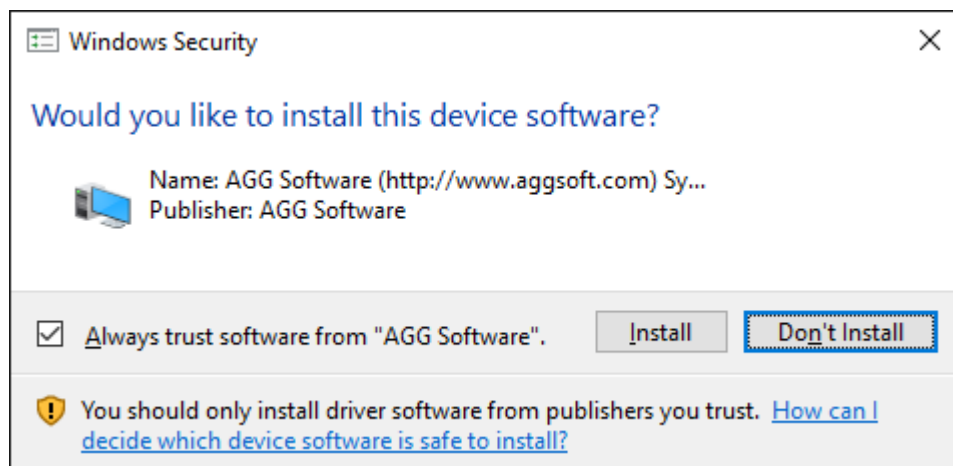 Windows Security
Would you like to install this device software?
Name: AGG Software (http://www.aggsoft.com) Sy...
Publisher: AGG Software
Always trust software from "AGG Software".
Install
Don't Install
You should only install driver software from publishers you trust. How can I
decide which device software is safe to install?